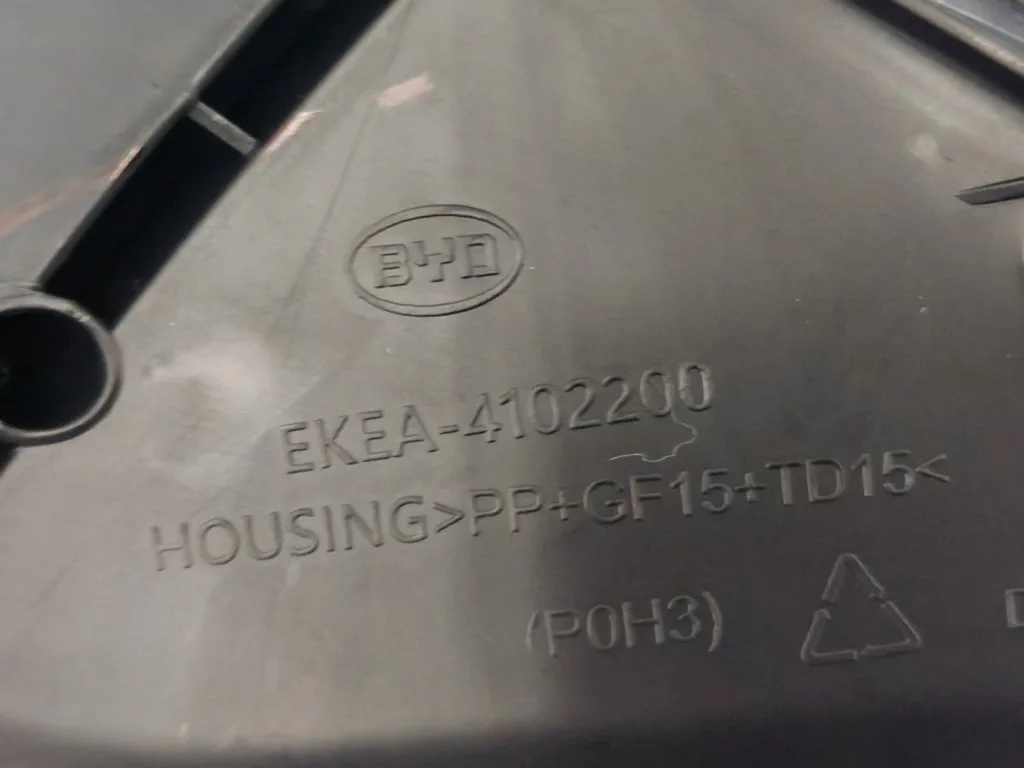 BYD
EKEA-4102200
HOUSING>PP+GF15+TD15<
(P0H3)